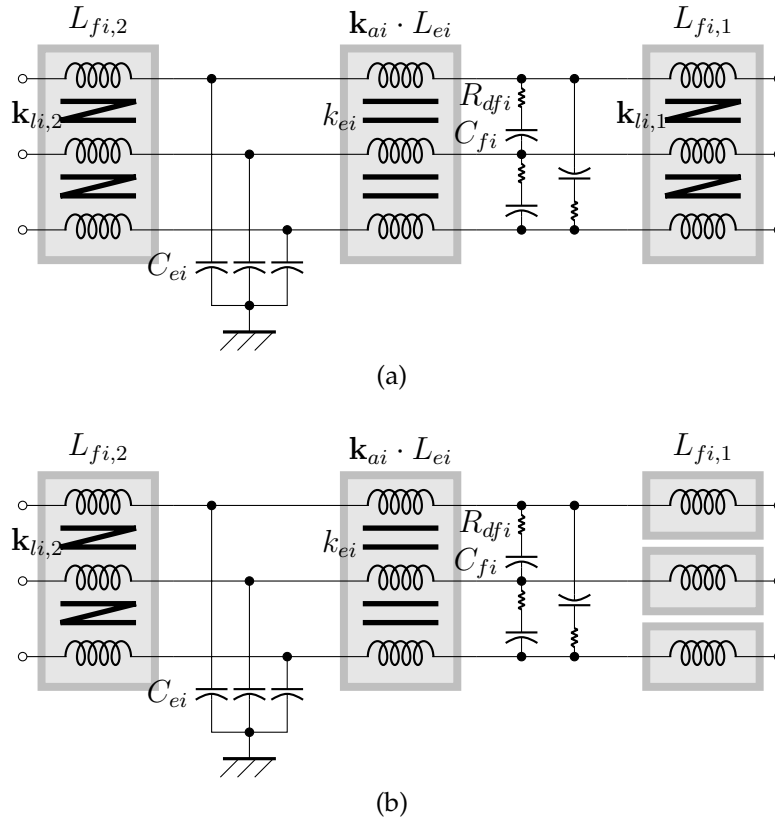 L_{fi,2}
𝐤_{ai} · L_{ei}
L_{fi,1}
𝐤_{li,2}
k_{ei}
R_{dfi}
C_{fi}
𝐤_{li,1}
C_{ei}
(a)
L_{fi,2}
𝐤_{ai} · L_{ei}
L_{fi,1}
𝐤_{li,2}
k_{ei}
R_{dfi}
C_{fi}
C_{ei}
(b)